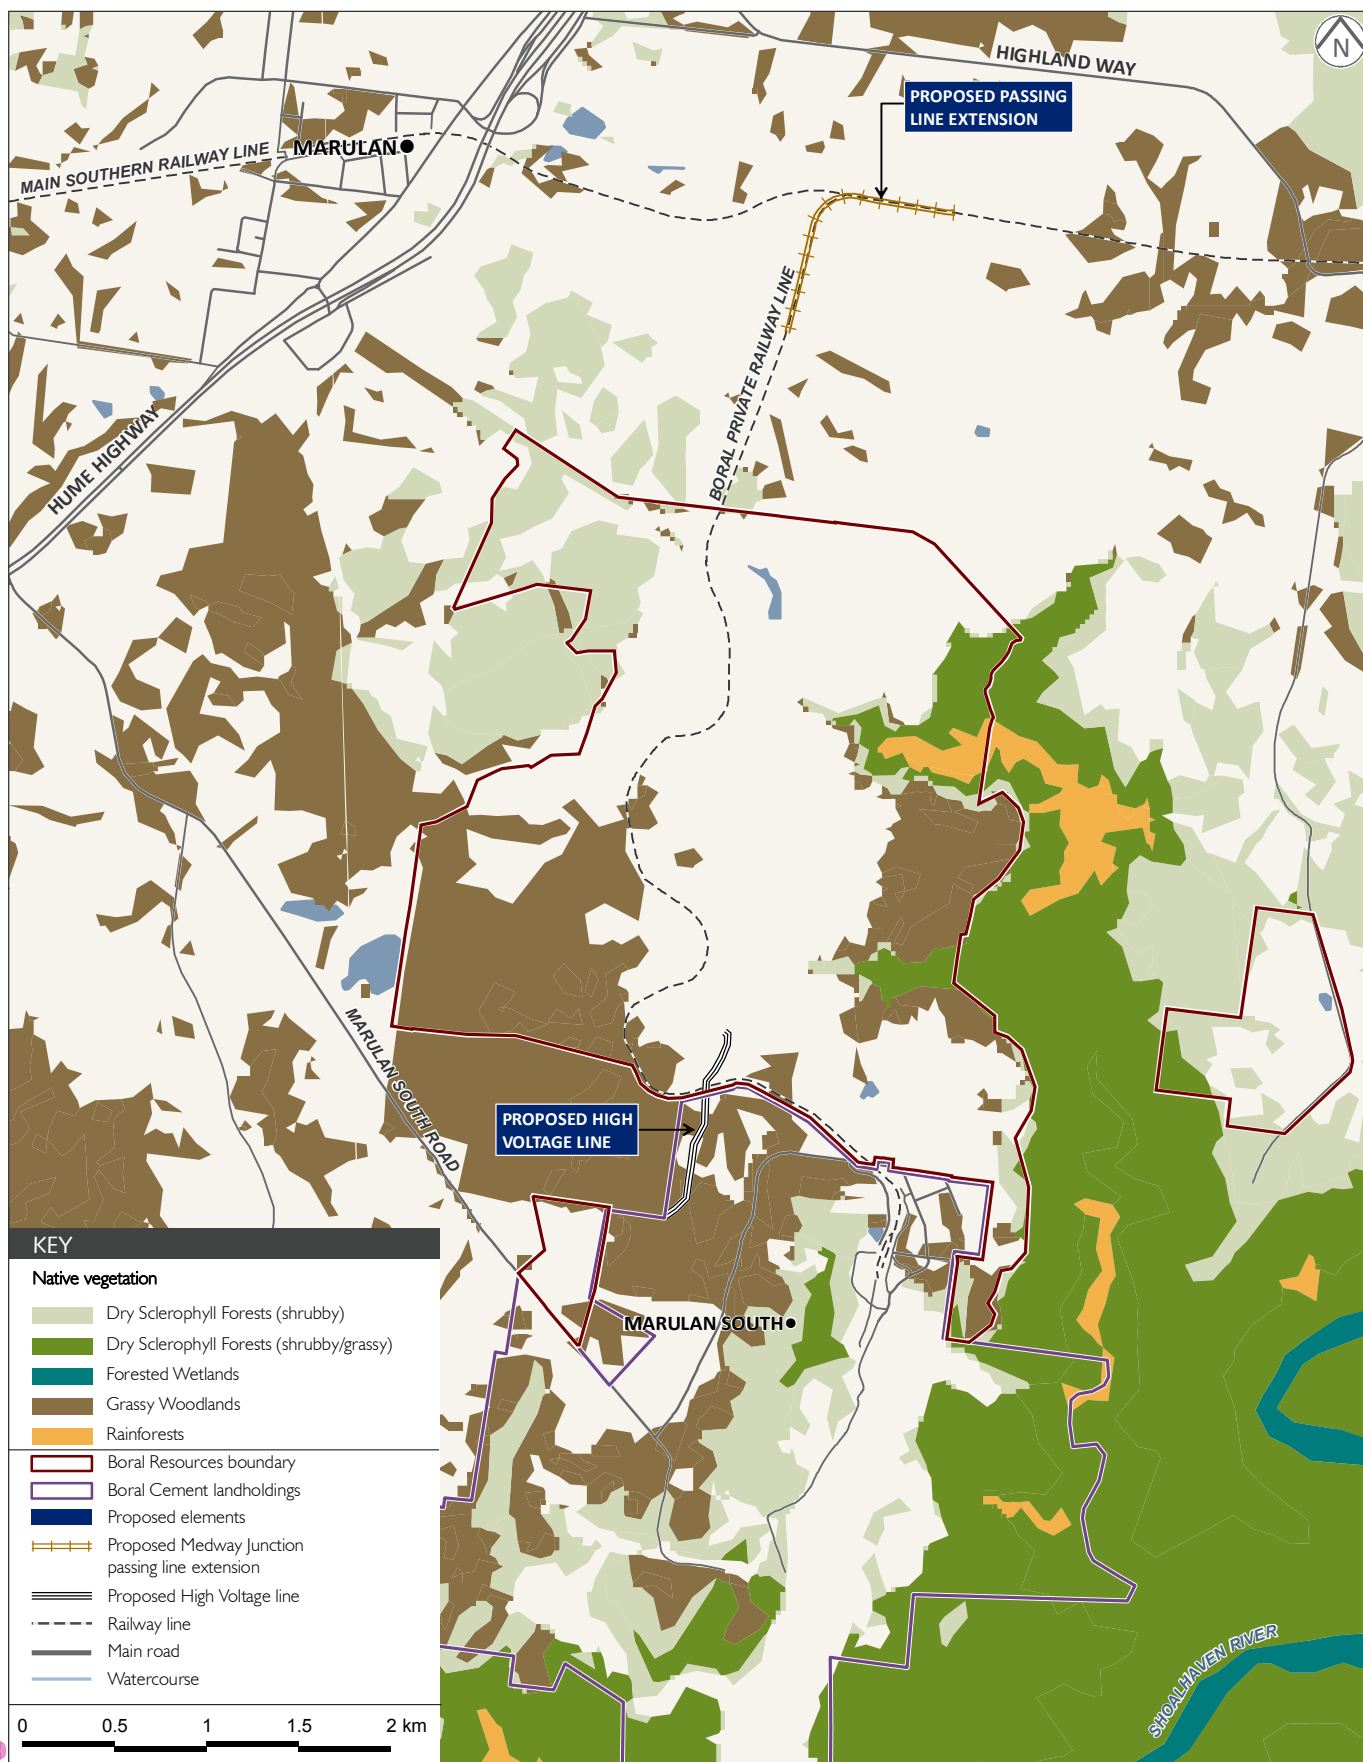 N
HIGHLAND WAY
PROPOSED PASSING
LINE EXTENSION
MARULAN
MAIN SOUTHERN RAILWAY LINE
BORAL PRIVATE RAILWAY LINE
HUME HIGHWAY
MARULAN SOUTH ROAD
PROPOSED HIGH
VOLTAGE LINE
MARULAN SOUTH
SHOALHAVEN RIVER
KEY
Native vegetation
Dry Sclerophyll Forests (shrubby)
Dry Sclerophyll Forests (shrubby/grassy)
Forested Wetlands
Grassy Woodlands
Rainforests
Boral Resources boundary
Boral Cement landholdings
Proposed elements
Proposed Medway Junction
passing line extension
Proposed High Voltage line
Railway line
Main road
Watercourse
0 0.5 1 1.5 2 km